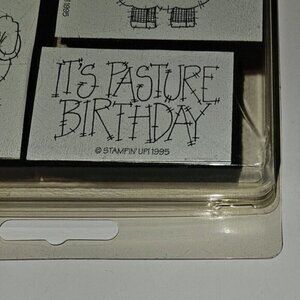 IT'S PASTURE
BIRTHDAY
© STAMPIN' UP! 1995